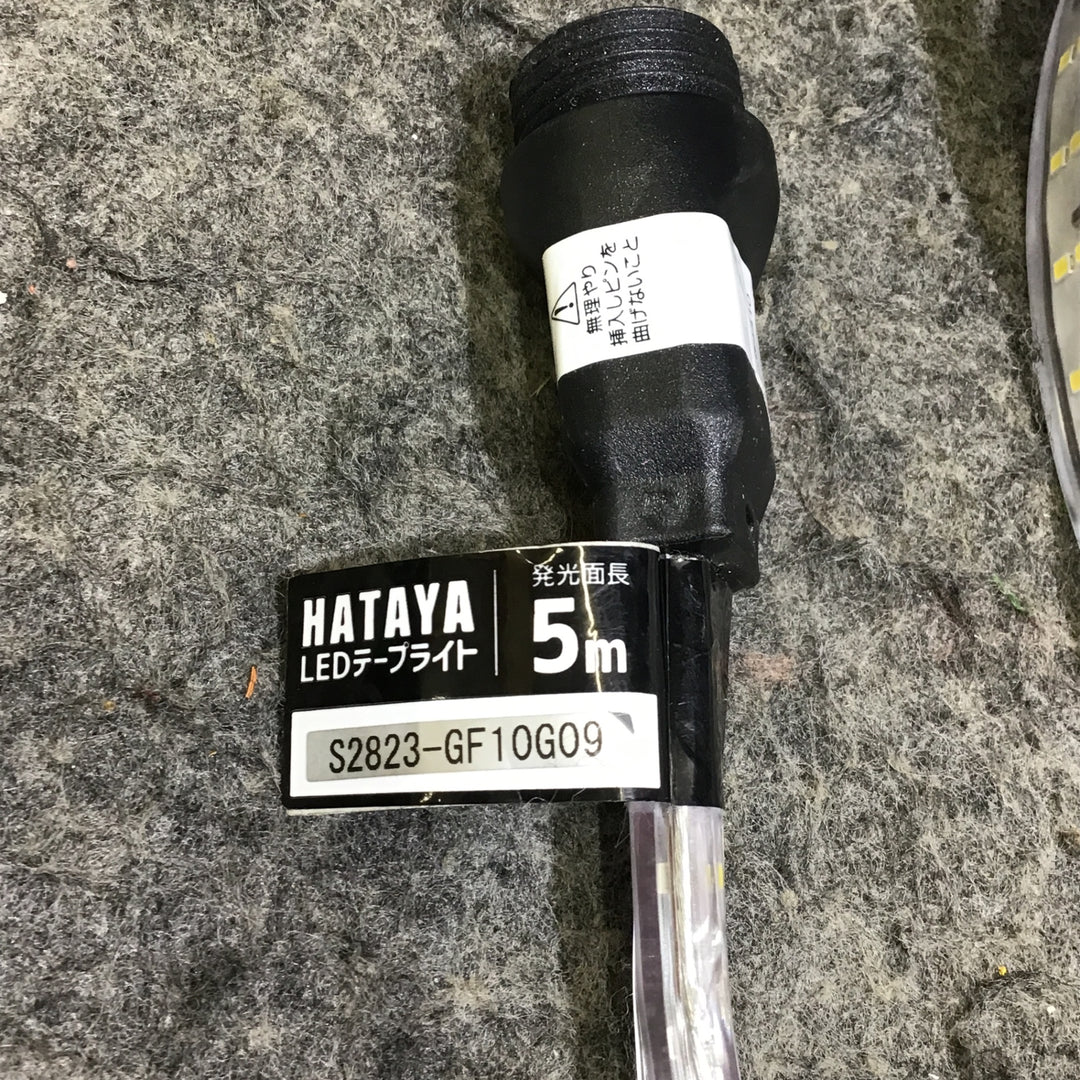 無理やり
挿入しピンを
曲げないこと
HATAYA
LEDテープライト
発光面長
5m
S2823-GF10G09